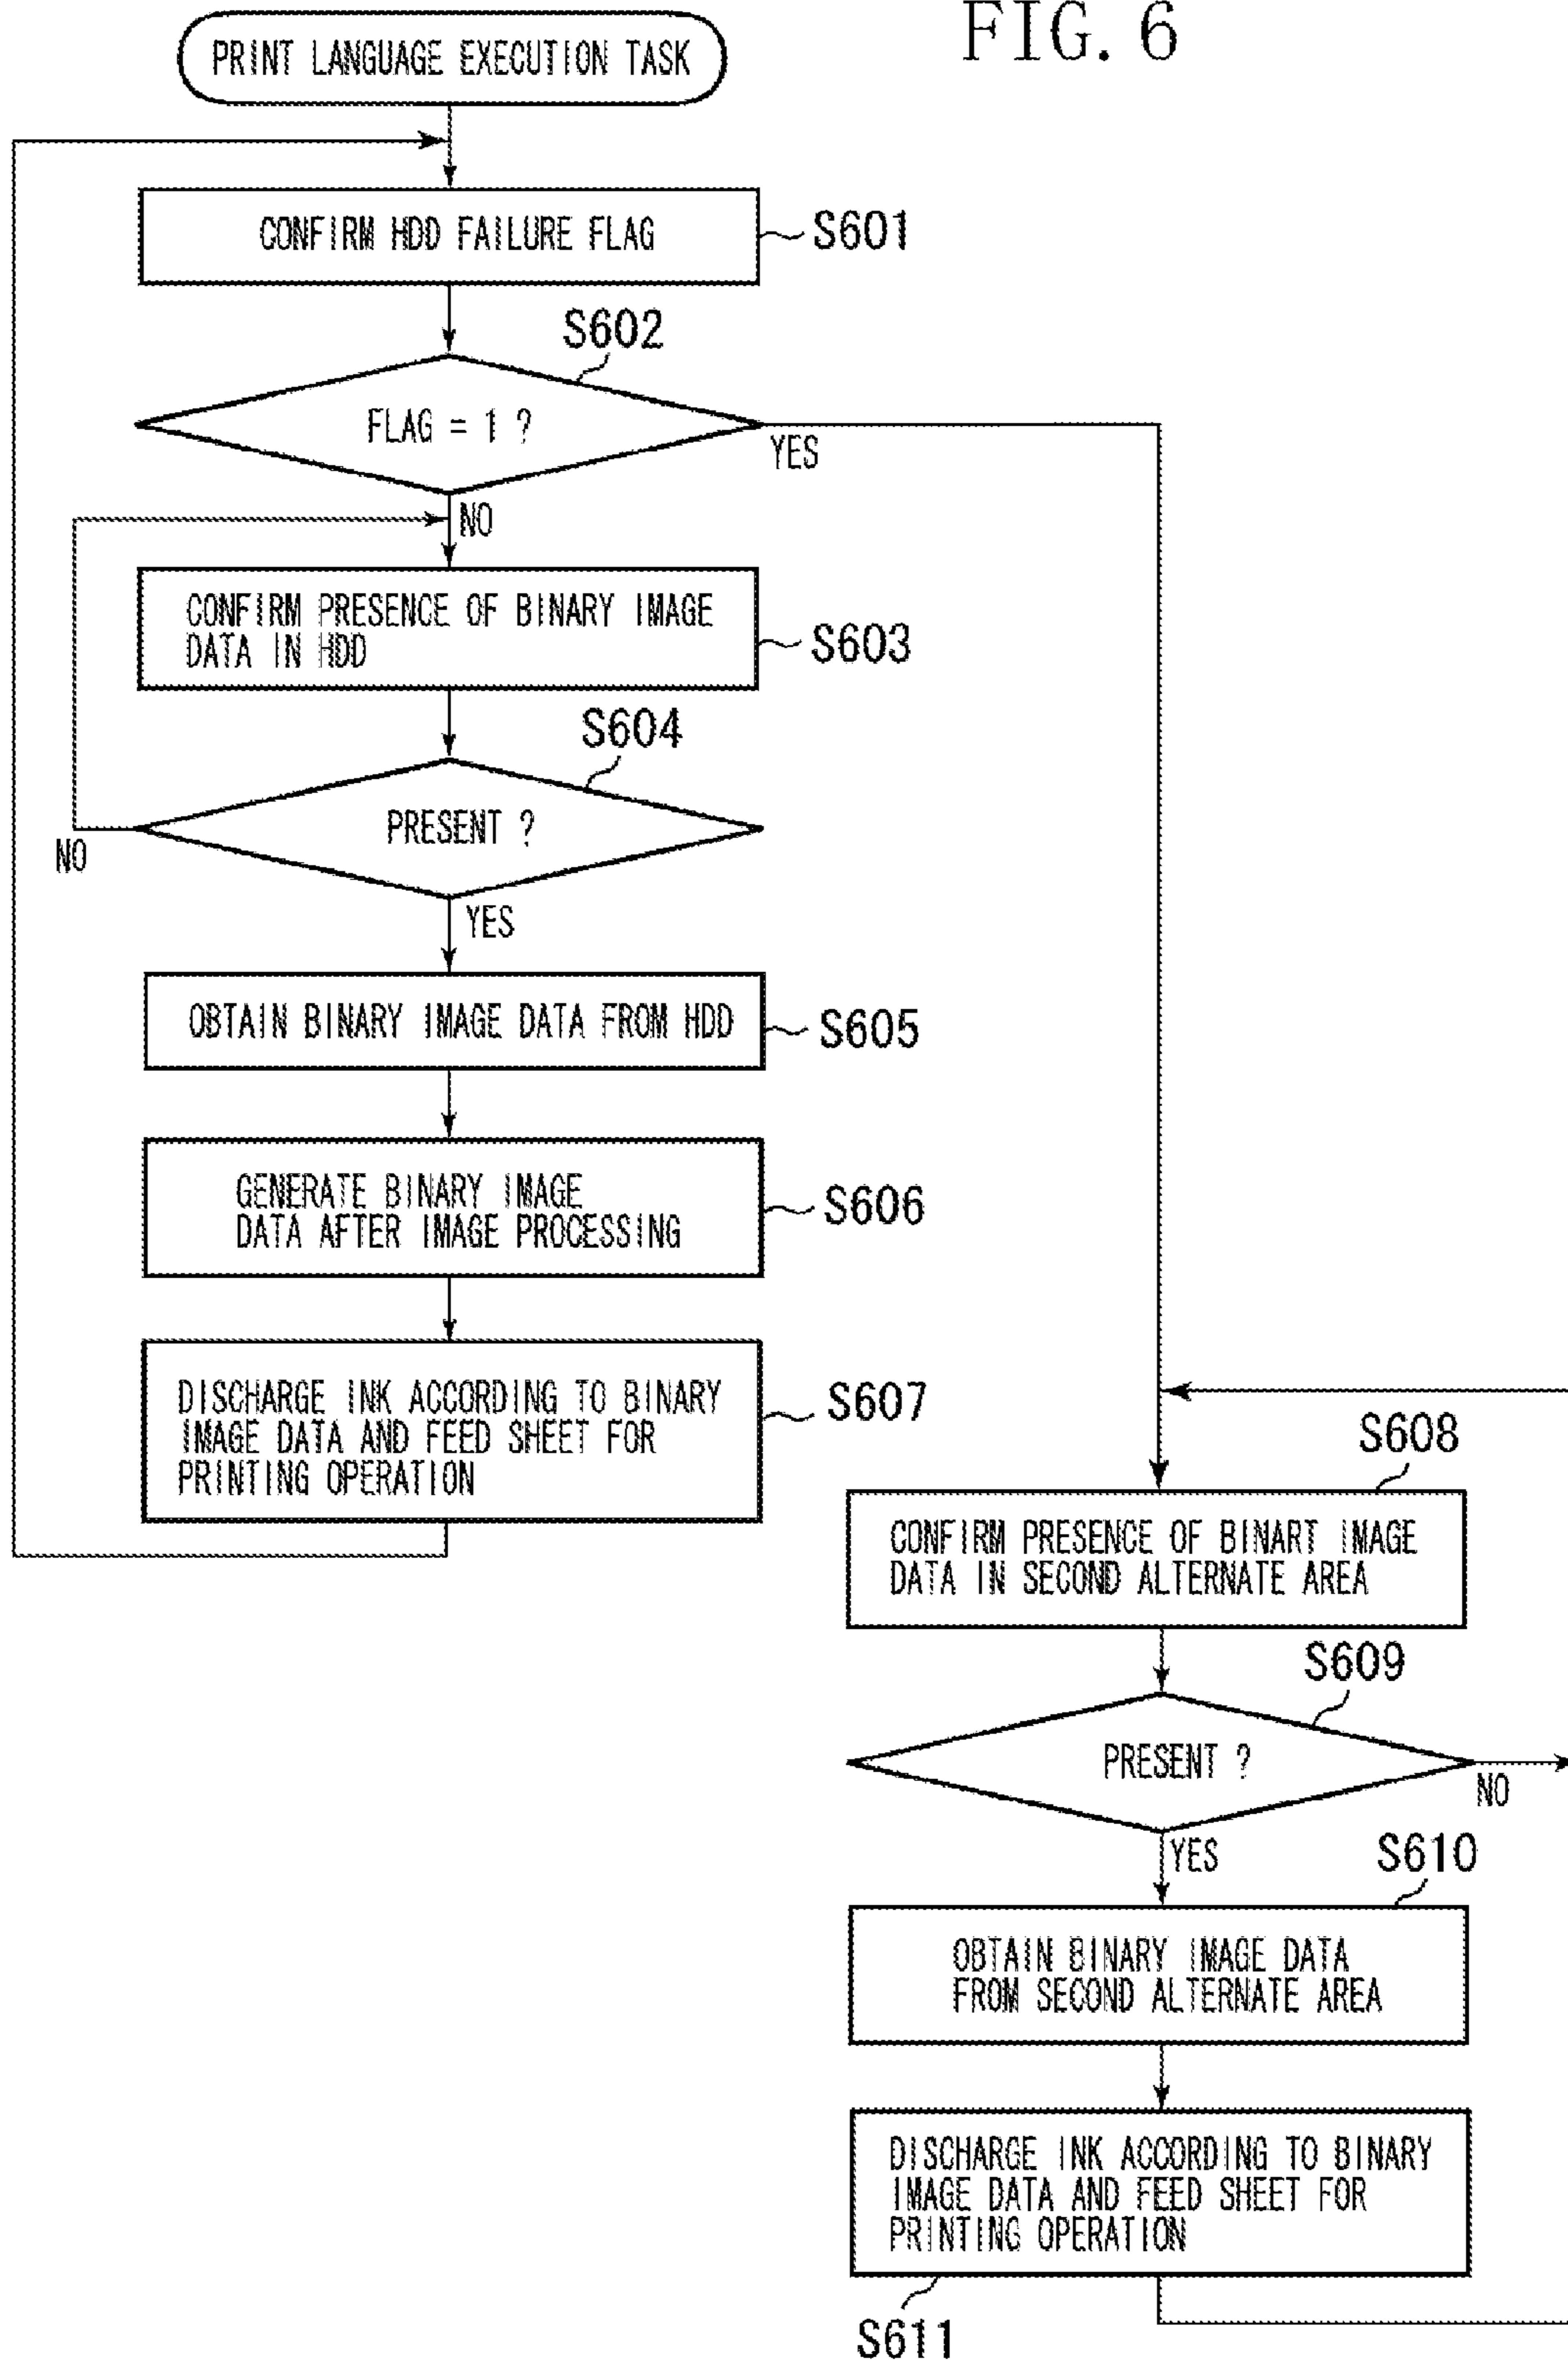 FIG. 6
PRINT LANGUAGE EXECUTION TASK
CONFIRM HDD FAILURE FLAG
S601
S602
FLAG = 1 ?
YES
NO
CONFIRM PRESENCE OF BINARY IMAGE
DATA IN HDD
S603
S604
PRESENT ?
NO
YES
OBTAIN BINARY IMAGE DATA FROM HDD
S605
GENERATE BINARY IMAGE
DATA AFTER IMAGE PROCESSING
S606
DISCHARGE INK ACCORDING TO BINARY
IMAGE DATA AND FEED SHEET FOR
PRINTING OPERATION
S607
S608
CONFIRM PRESENCE OF BINART IMAGE
DATA IN SECOND ALTERNATE AREA
S609
PRESENT ?
NO
YES
S610
OBTAIN BINARY IMAGE DATA
FROM SECOND ALTERNATE AREA
DISCHARGE INK ACCORDING TO BINARY
IMAGE DATA AND FEED SHEET FOR
PRINTING OPERATION
S611